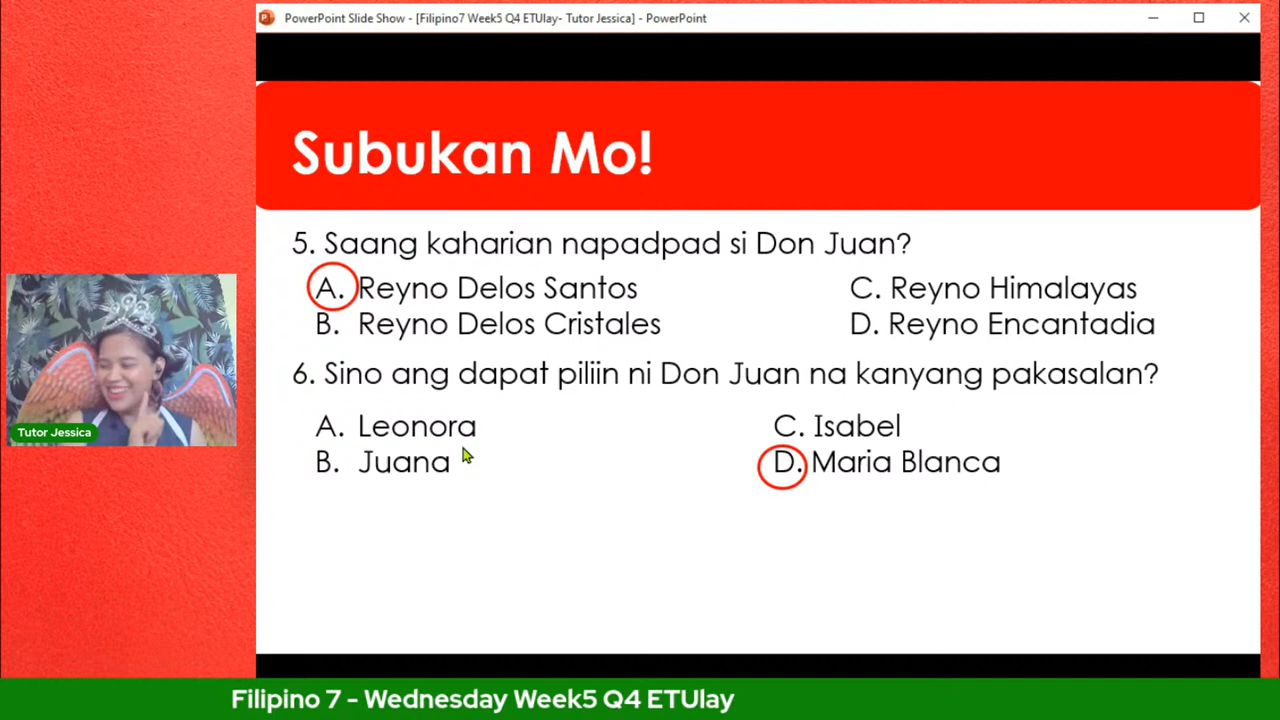 PowerPoint Slide Show - [Filipino7 Week5 Q4 ETUlay- Tutor Jessica] - PowerPoint
Subukan Mo!
5. Saang kaharian napadpad si Don Juan?
A. Reyno Delos Santos
C. Reyno Himalayas
B. Reyno Delos Cristales
D. Reyno Encantadia
6. Sino ang dapat piliin ni Don Juan na kanyang pakasalan?
A. Leonora
C. Isabel
B. Juana
D. Maria Blanca
Tutor Jessica
Filipino 7 - Wednesday Week5 Q4 ETUlay